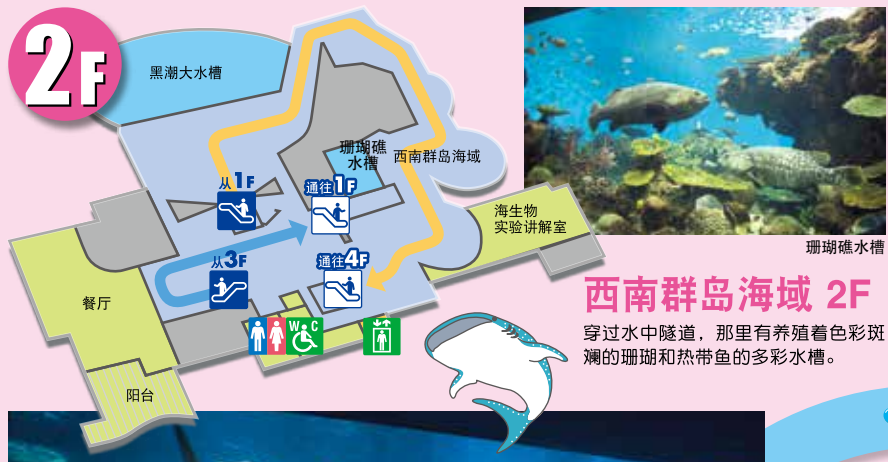 2F
黑潮大水槽
珊瑚礁
水槽
西南群岛海域
从1F
通往1F
海生物
实验讲解室
从3F
通往4F
餐厅
W C
阳台
珊瑚礁水槽
西南群岛海域 2F
穿过水中隧道，那里有养殖着色彩斑
斓的珊瑚和热带鱼的多彩水槽。